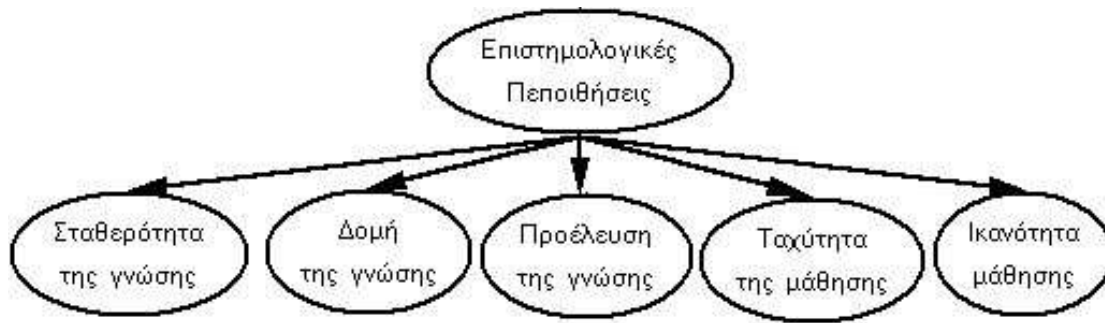 Επιστημολογικές
Πεποιθήσεις
Σταθερότητα
της γνώσης
Δομή
της γνώσης
Προέλευση
της γνώσης
Ταχύτητα
της μάθησης
Ικανότητα
μάθησης